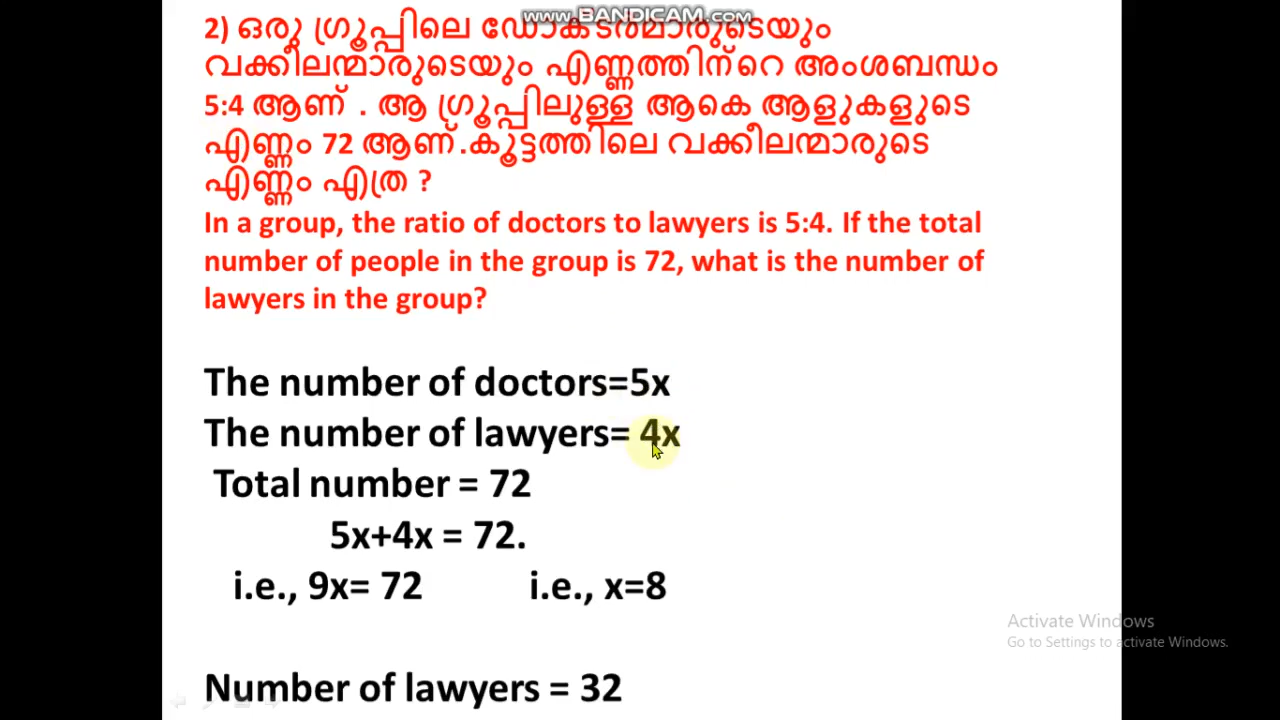 www.BANDICAM.com
2) ഒരു ഗ്രൂപ്പിലെ ഡോക്ടർമാരുടെയും
വക്കീലന്മാരുടെയും എണ്ണത്തിന്റെ അംശബന്ധം
5:4 ആണ് . ആ ഗ്രൂപ്പിലുള്ള ആകെ ആളുകളുടെ
എണ്ണം 72 ആണ്.കൂട്ടത്തിലെ വക്കീലന്മാരുടെ
എണ്ണം എത്ര ?
In a group, the ratio of doctors to lawyers is 5:4. If the total
number of people in the group is 72, what is the number of
lawyers in the group?
The number of doctors=5x
The number of lawyers= 4x
Total number = 72
5x+4x = 72.
i.e., 9x= 72 i.e., x=8
Activate Windows
Go to Settings to activate Windows.
Number of lawyers = 32